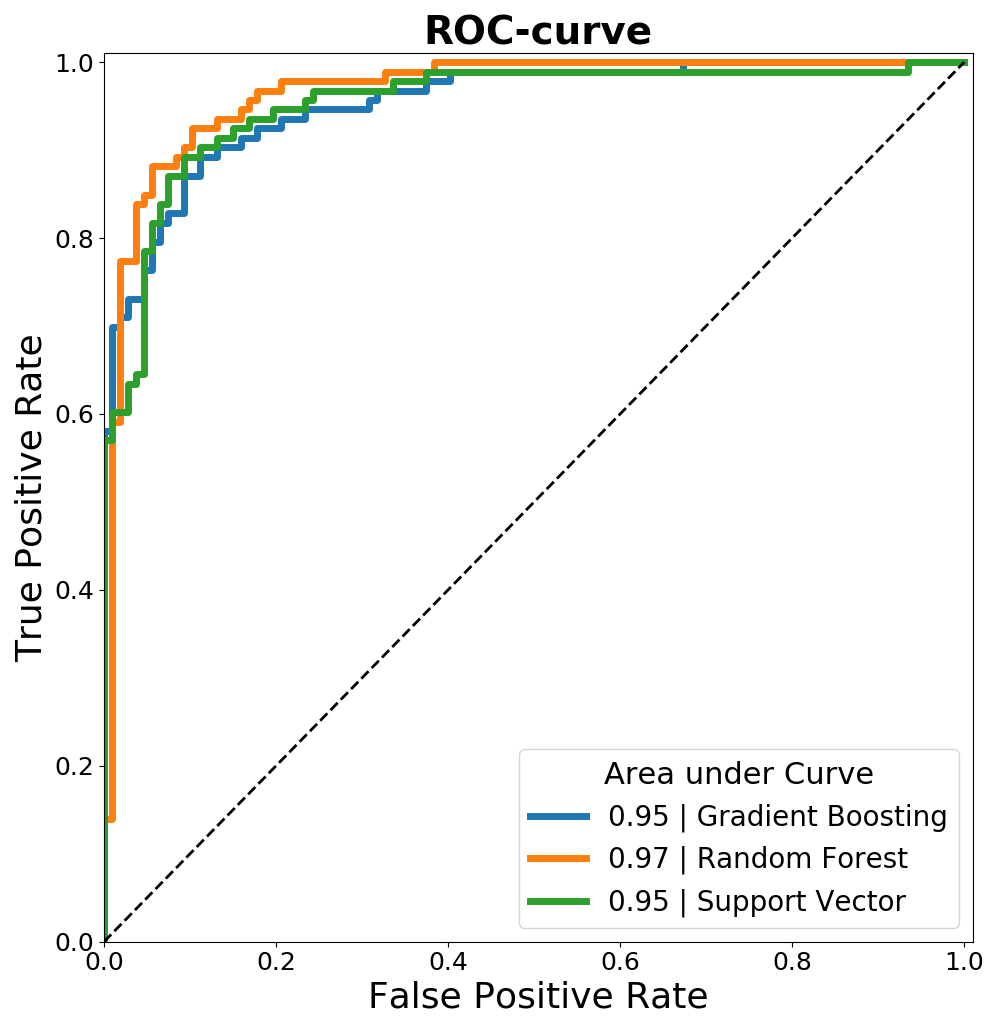 ROC-curve
True Positive Rate
1.0
0.8
0.6
0.4
0.2
0.0
Area under Curve
0.95 | Gradient Boosting
0.97 | Random Forest
0.95 | Support Vector
0.0 0.2 0.4 0.6 0.8 1.0
False Positive Rate